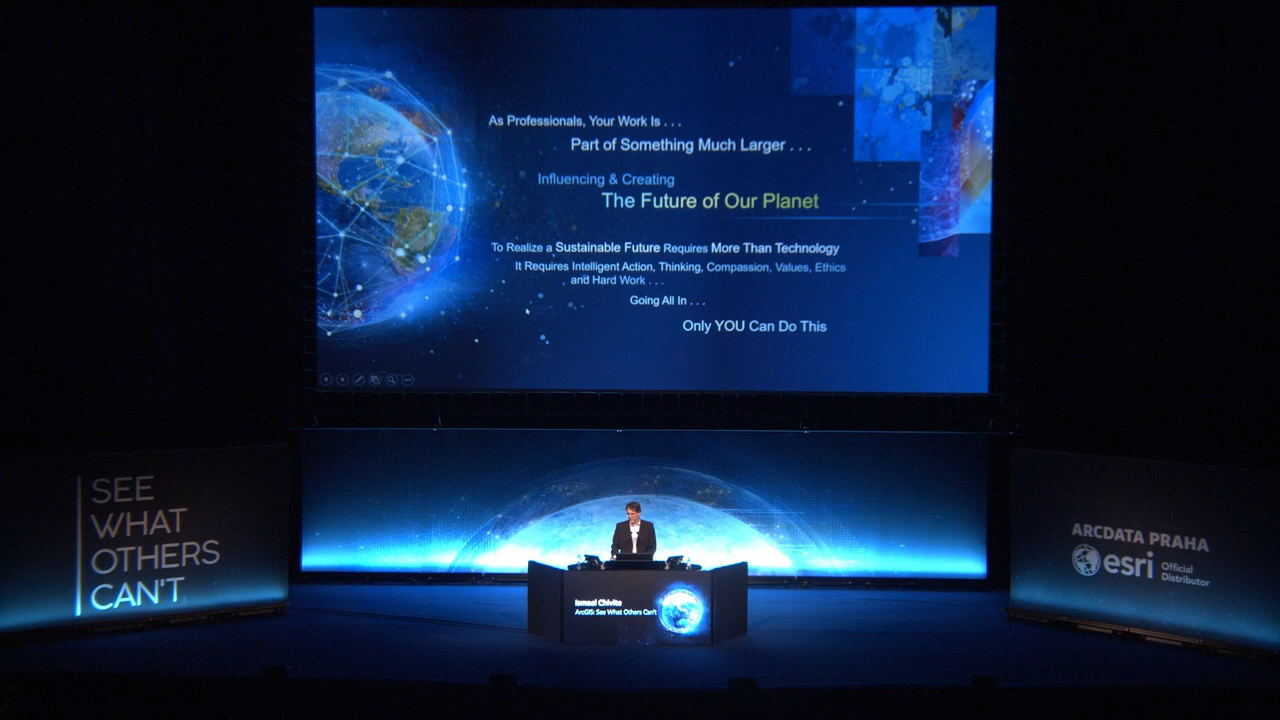 As Professionals, Your Work Is . . .
Part of Something Much Larger . . .
Influencing & Creating
The Future of Our Planet
To Realize a Sustainable Future Requires More Than Technology
It Requires Intelligent Action, Thinking, Compassion, Values, Ethics
and Hard Work . . .
Going All In . . .
Only YOU Can Do This
SEE
WHAT
OTHERS
CAN'T
Ismael Chivite
ArcGIS: See What Others Can't
ARCDATA PRAHA
esri Official
Distributor